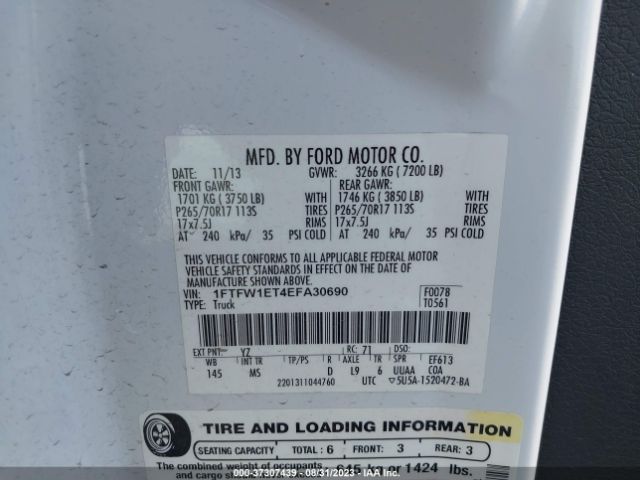 MFD. BY FORD MOTOR CO.
DATE: 11/13 GVWR: 3266 KG ( 7200 LB)
FRONT GAWR: REAR GAWR:
1701 KG ( 3750 LB) WITH 1746 KG ( 3850 LB) WITH
P265/70R17 113S TIRES P265/70R17 113S TIRES
17x7.5J RIMS 17x7.5J RIMS
AT 240 kPa/ 35 PSI COLD AT 240 kPa/ 35 PSI COLD
THIS VEHICLE CONFORMS TO ALL APPLICABLE FEDERAL MOTOR
VEHICLE SAFETY STANDARDS IN EFFECT ON THE DATE OF
MANUFACTURE SHOWN ABOVE.
VIN: 1FTFW1ET4EFA30690 F0078
TYPE: Truck T0561
EXT PNT: YZ RC: 71 DSO:
WB INT TR TP/PS R AXLE TR SPR EF613
145 MS D L9 6 UUAA COA
2201311044760 UTC ▽5U5A-1520472-BA
TIRE AND LOADING INFORMATION
SEATING CAPACITY TOTAL: 6 FRONT: 3 REAR: 3
The combined weight of occupants 645 kg or 1424 lbs.
COPYRIGHT - 37307439 - 08/31/2023 - IAA Inc.